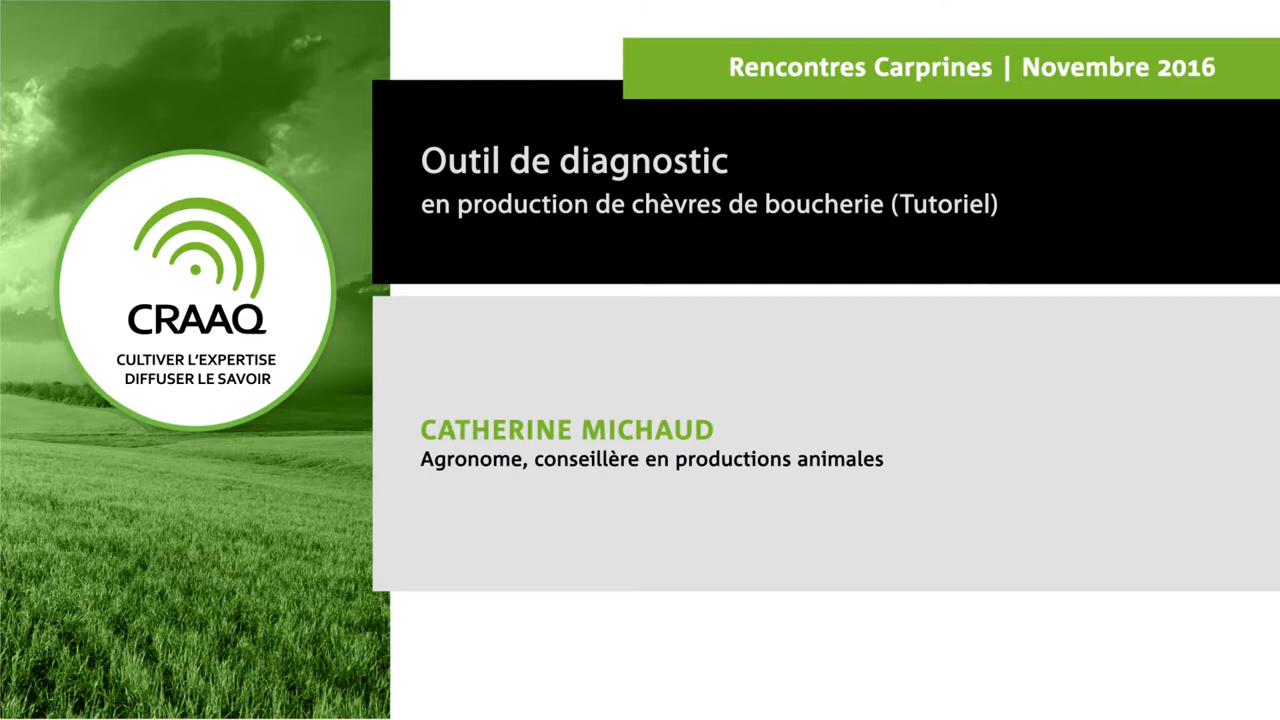 Rencontres Carprines | Novembre 2016
Outil de diagnostic
en production de chèvres de boucherie (Tutoriel)
CRAAQ
CULTIVER L'EXPERTISE
DIFFUSER LE SAVOIR
CATHERINE MICHAUD
Agronome, conseillère en productions animales